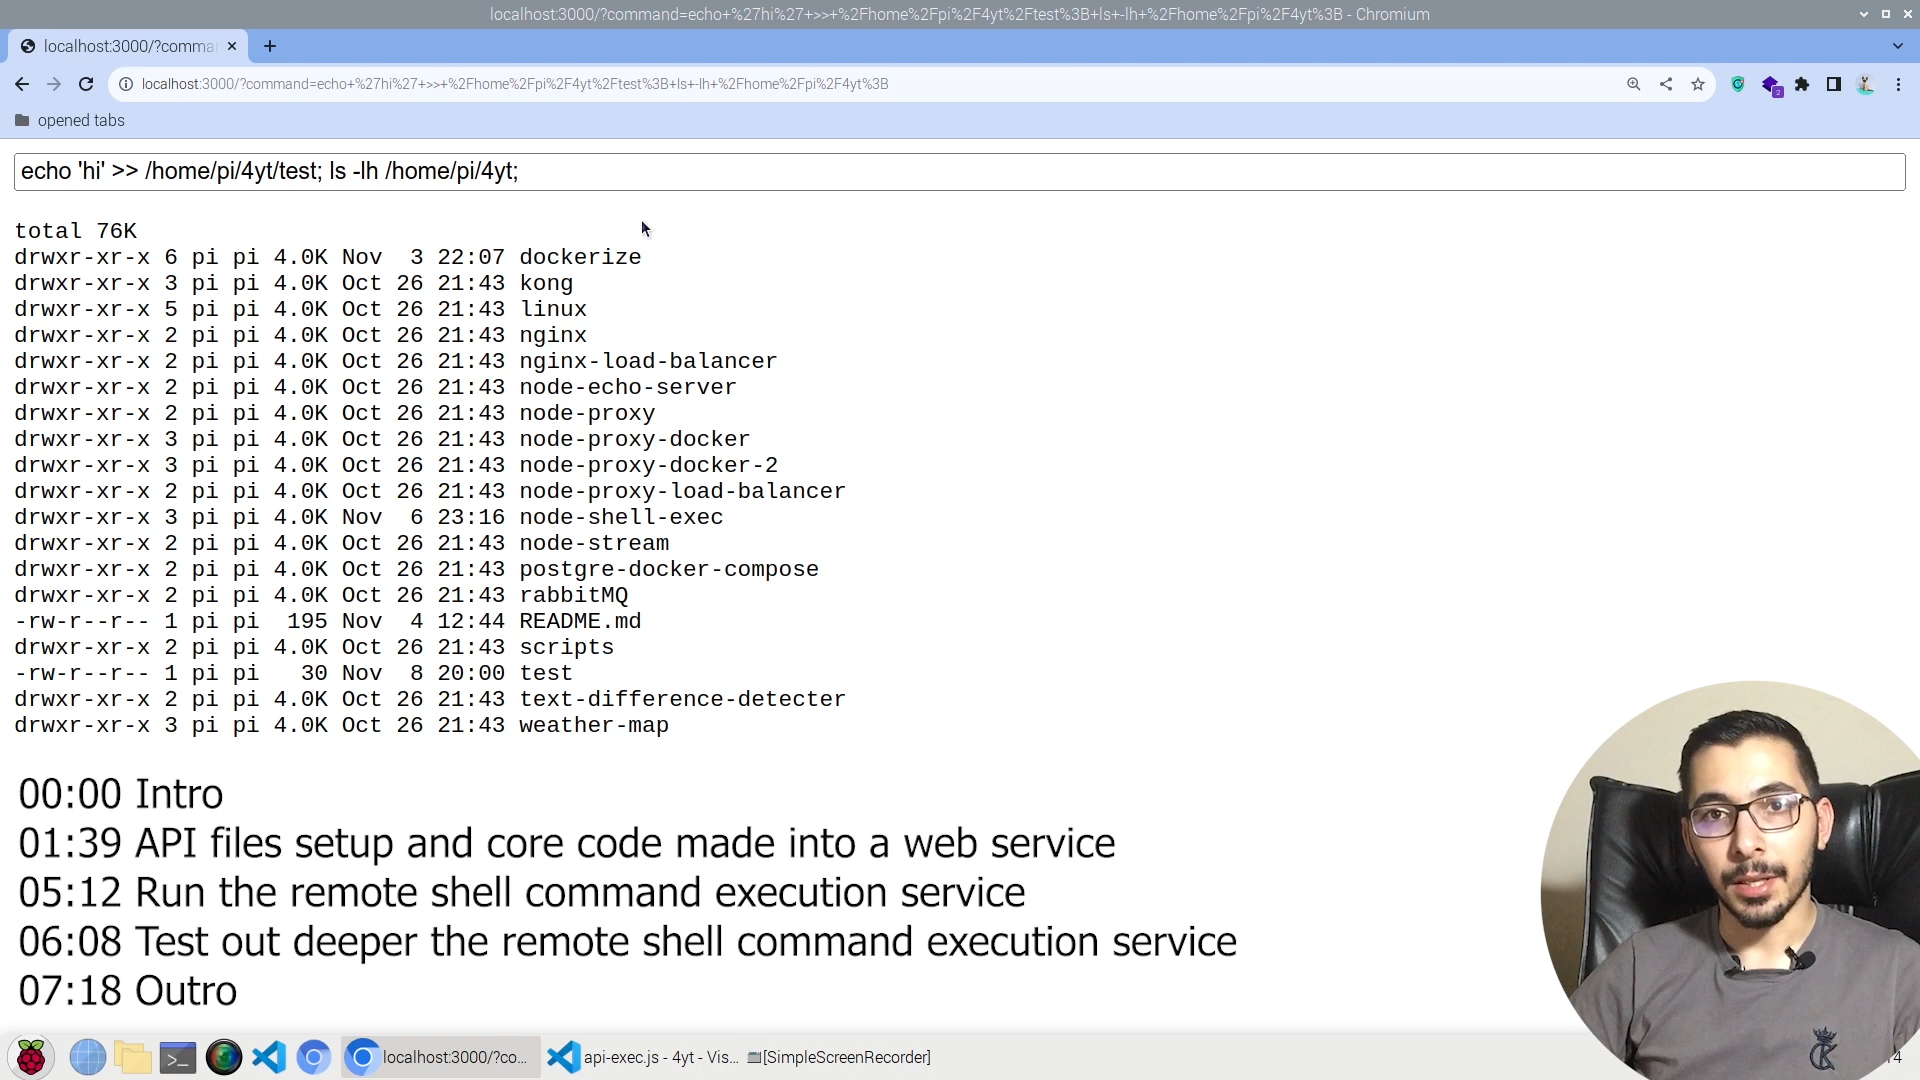 localhost:3000/?command=echo+%27hi%27+>>+%2Fhome%2Fpi%2F4yt%2Ftest%3B+ls+-lh+%2Fhome%2Fpi%2F4yt%3B - Chromium
localhost:3000/?comma
localhost:3000/?command=echo+%27hi%27+>>+%2Fhome%2Fpi%2F4yt%2Ftest%3B+ls+-lh+%2Fhome%2Fpi%2F4yt%3B
2
opened tabs
echo 'hi' >> /home/pi/4yt/test; ls -lh /home/pi/4yt;
total 76K
drwxr-xr-x 6 pi pi 4.0K Nov  3 22:07 dockerize
drwxr-xr-x 3 pi pi 4.0K Oct 26 21:43 kong
drwxr-xr-x 5 pi pi 4.0K Oct 26 21:43 linux
drwxr-xr-x 2 pi pi 4.0K Oct 26 21:43 nginx
drwxr-xr-x 2 pi pi 4.0K Oct 26 21:43 nginx-load-balancer
drwxr-xr-x 2 pi pi 4.0K Oct 26 21:43 node-echo-server
drwxr-xr-x 2 pi pi 4.0K Oct 26 21:43 node-proxy
drwxr-xr-x 3 pi pi 4.0K Oct 26 21:43 node-proxy-docker
drwxr-xr-x 3 pi pi 4.0K Oct 26 21:43 node-proxy-docker-2
drwxr-xr-x 2 pi pi 4.0K Oct 26 21:43 node-proxy-load-balancer
drwxr-xr-x 3 pi pi 4.0K Nov  6 23:16 node-shell-exec
drwxr-xr-x 2 pi pi 4.0K Oct 26 21:43 node-stream
drwxr-xr-x 2 pi pi 4.0K Oct 26 21:43 postgre-docker-compose
drwxr-xr-x 2 pi pi 4.0K Oct 26 21:43 rabbitMQ
-rw-r--r-- 1 pi pi  195 Nov  4 12:44 README.md
drwxr-xr-x 2 pi pi 4.0K Oct 26 21:43 scripts
-rw-r--r-- 1 pi pi   30 Nov  8 20:00 test
drwxr-xr-x 2 pi pi 4.0K Oct 26 21:43 text-difference-detecter
drwxr-xr-x 3 pi pi 4.0K Oct 26 21:43 weather-map
00:00 Intro
01:39 API files setup and core code made into a web service
05:12 Run the remote shell command execution service
06:08 Test out deeper the remote shell command execution service
07:18 Outro
localhost:3000/?co...
api-exec.js - 4yt - Vis...
[SimpleScreenRecorder]